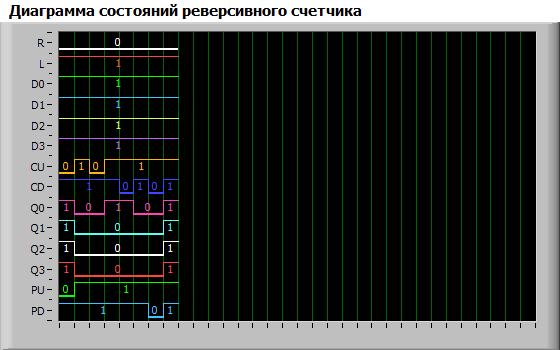 Диаграмма состояний реверсивного счетчика
R 0
L 1
D0 1
D1 1
D2 1
D3 1
CU 0 1 0 1
CD 1 0 1 0 1
Q0 1 0 1 0 1
Q1 1 0 1
Q2 1 0 1
Q3 1 0 1
PU 0 1
PD 1 0 1